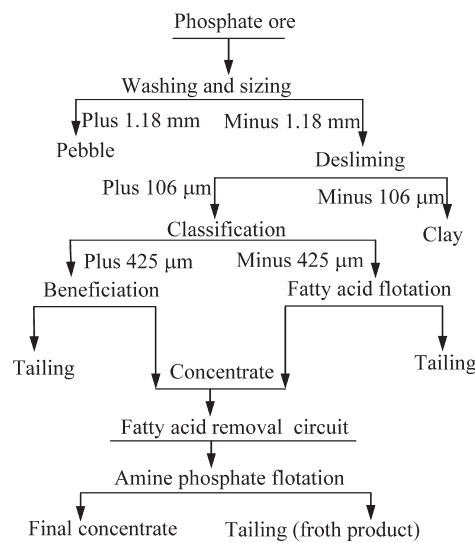 Phosphate ore
Washing and sizing
Plus 1.18 mm
Minus 1.18 mm
Pebble
Desliming
Plus 106 μm
Minus 106 μm
Classification
Clay
Plus 425 μm
Minus 425 μm
Beneficiation
Fatty acid flotation
Tailing
Concentrate
Tailing
Fatty acid removal circuit
Amine phosphate flotation
Final concentrate
Tailing (froth product)